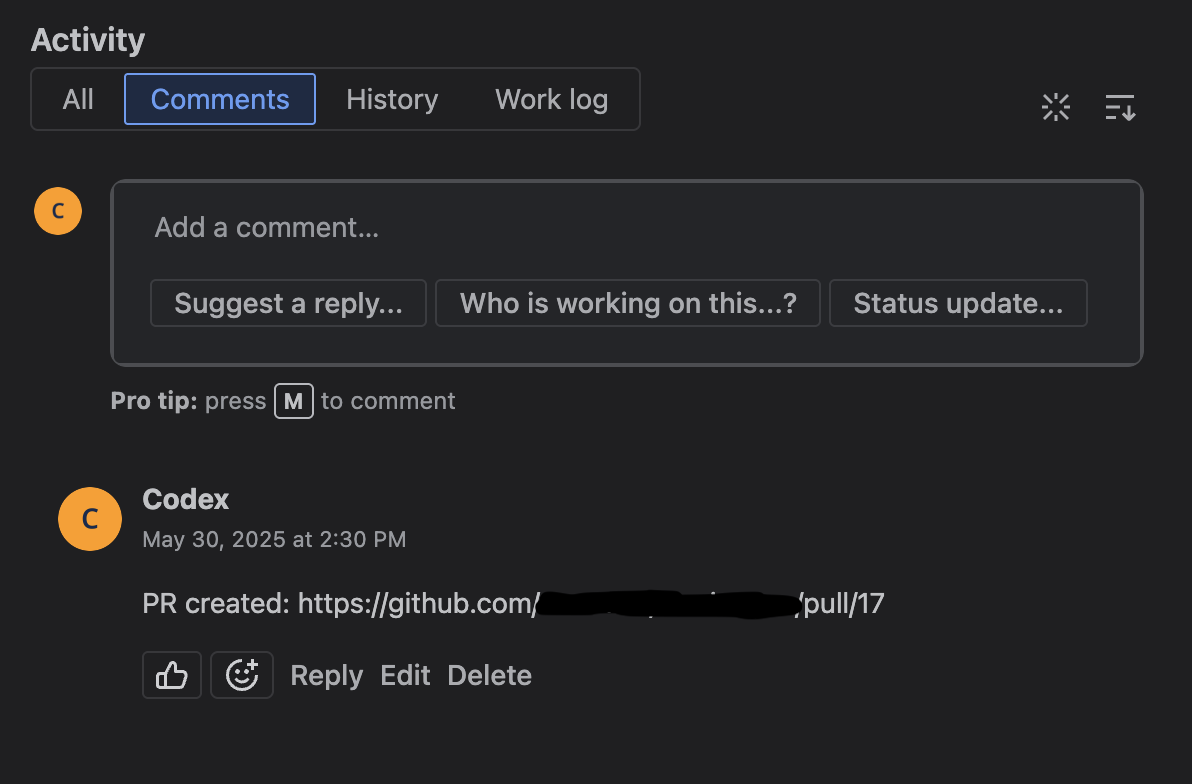 Activity
All Comments History Work log
C
Add a comment...
Suggest a reply... Who is working on this...? Status update...
Pro tip: press M to comment
C
Codex
May 30, 2025 at 2:30 PM
PR created: https://github.com/ /pull/17
Reply Edit Delete